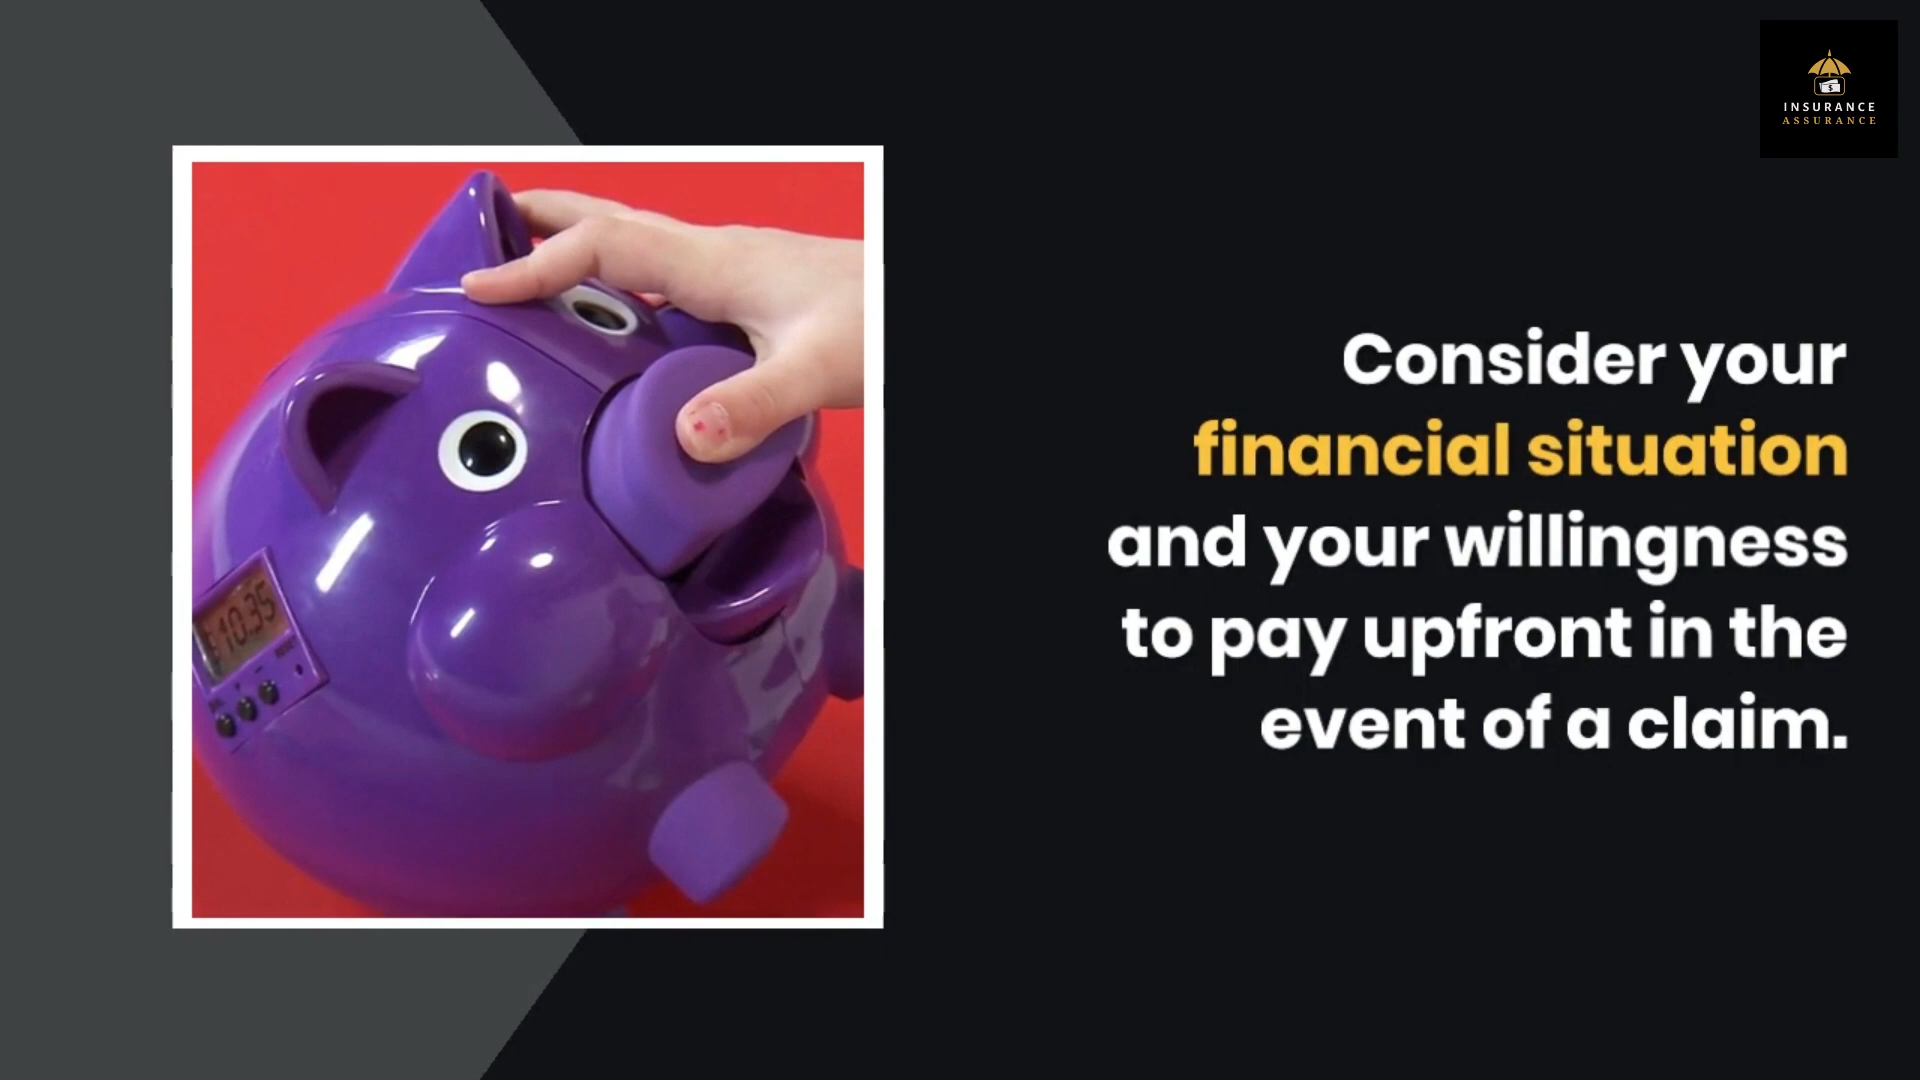 INSURANCE
ASSURANCE
Consider your
financial situation
and your willingness
to pay upfront in the
event of a claim.
£10.35